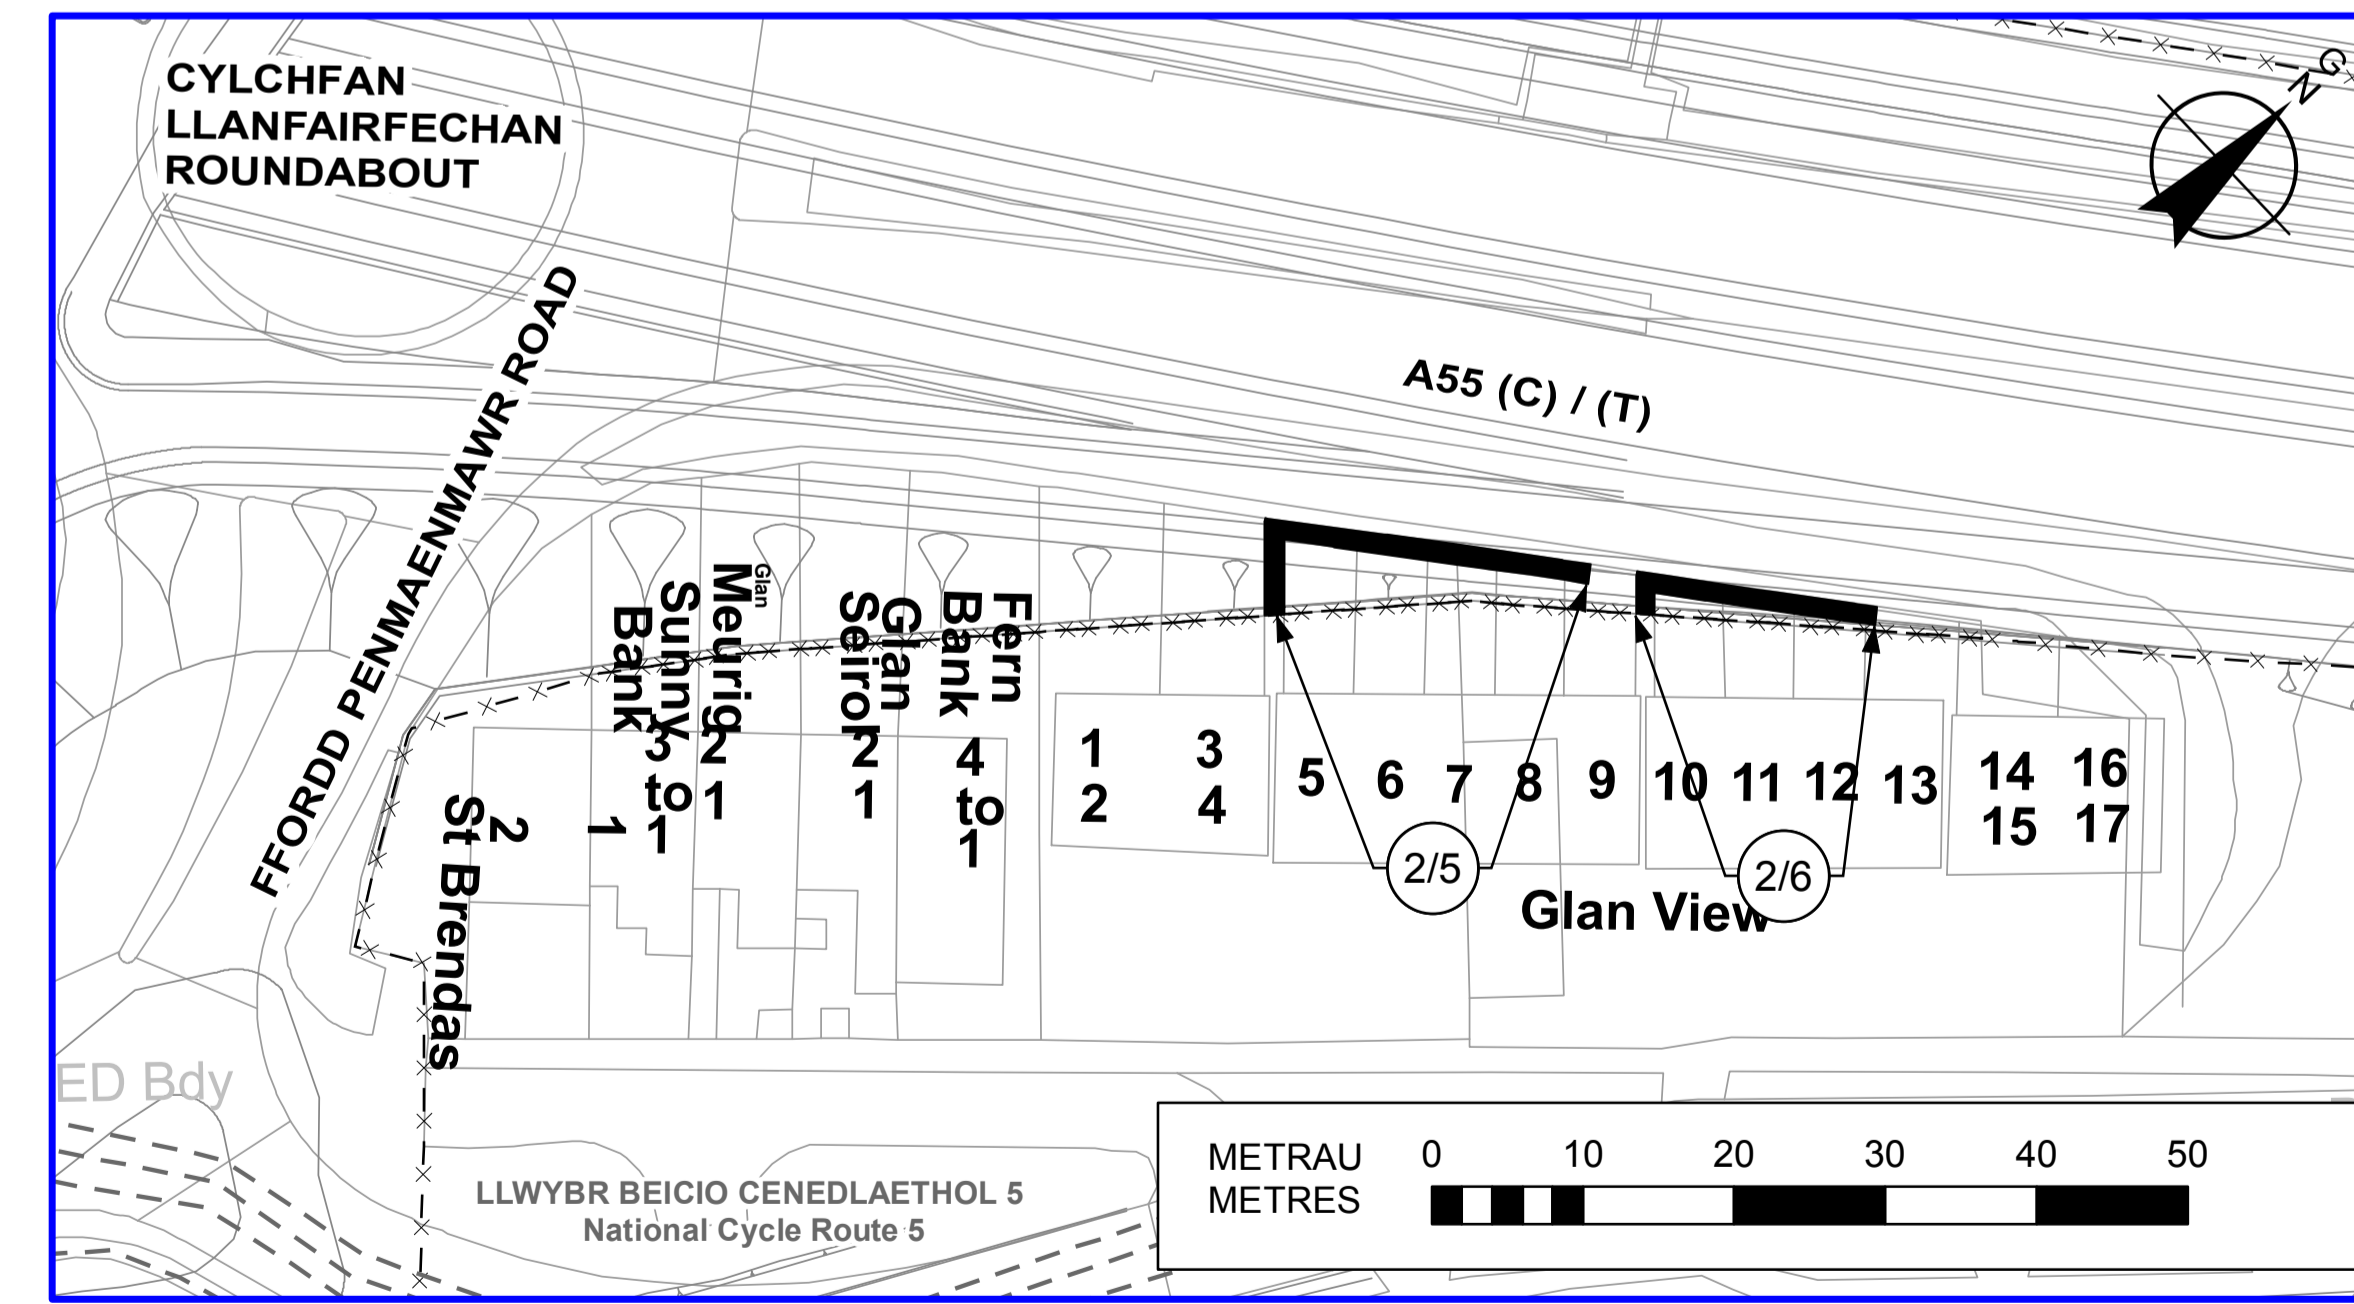 CYLCHFAN
LLANFAIRFECHAN
ROUNDABOUT
G
N
A55 (C) / (T)
FFORDD PENMAENMAWR ROAD
St Brendas
2
1
Sunny
Bank
3
to
1
Glan
Meurig
2
1
Glan
Seirol
2
1
Fern
Bank
4
to
1
1
2
3
4
5
6
7
8
9
10
11
12
13
14
15
16
17
2/5
2/6
Glan View
ED Bdy
LLWYBR BEICIO CENEDLAETHOL 5
National Cycle Route 5
METRAU
METRES
0 10 20 30 40 50